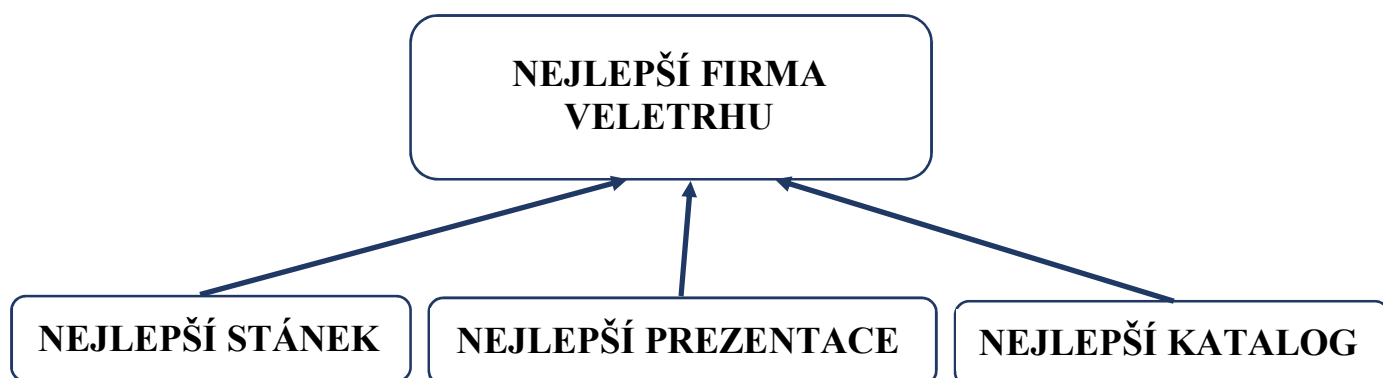 NEJLEPŠÍ FIRMA
VELETRHU
NEJLEPŠÍ STÁNEK
NEJLEPŠÍ PREZENTACE
NEJLEPŠÍ KATALOG